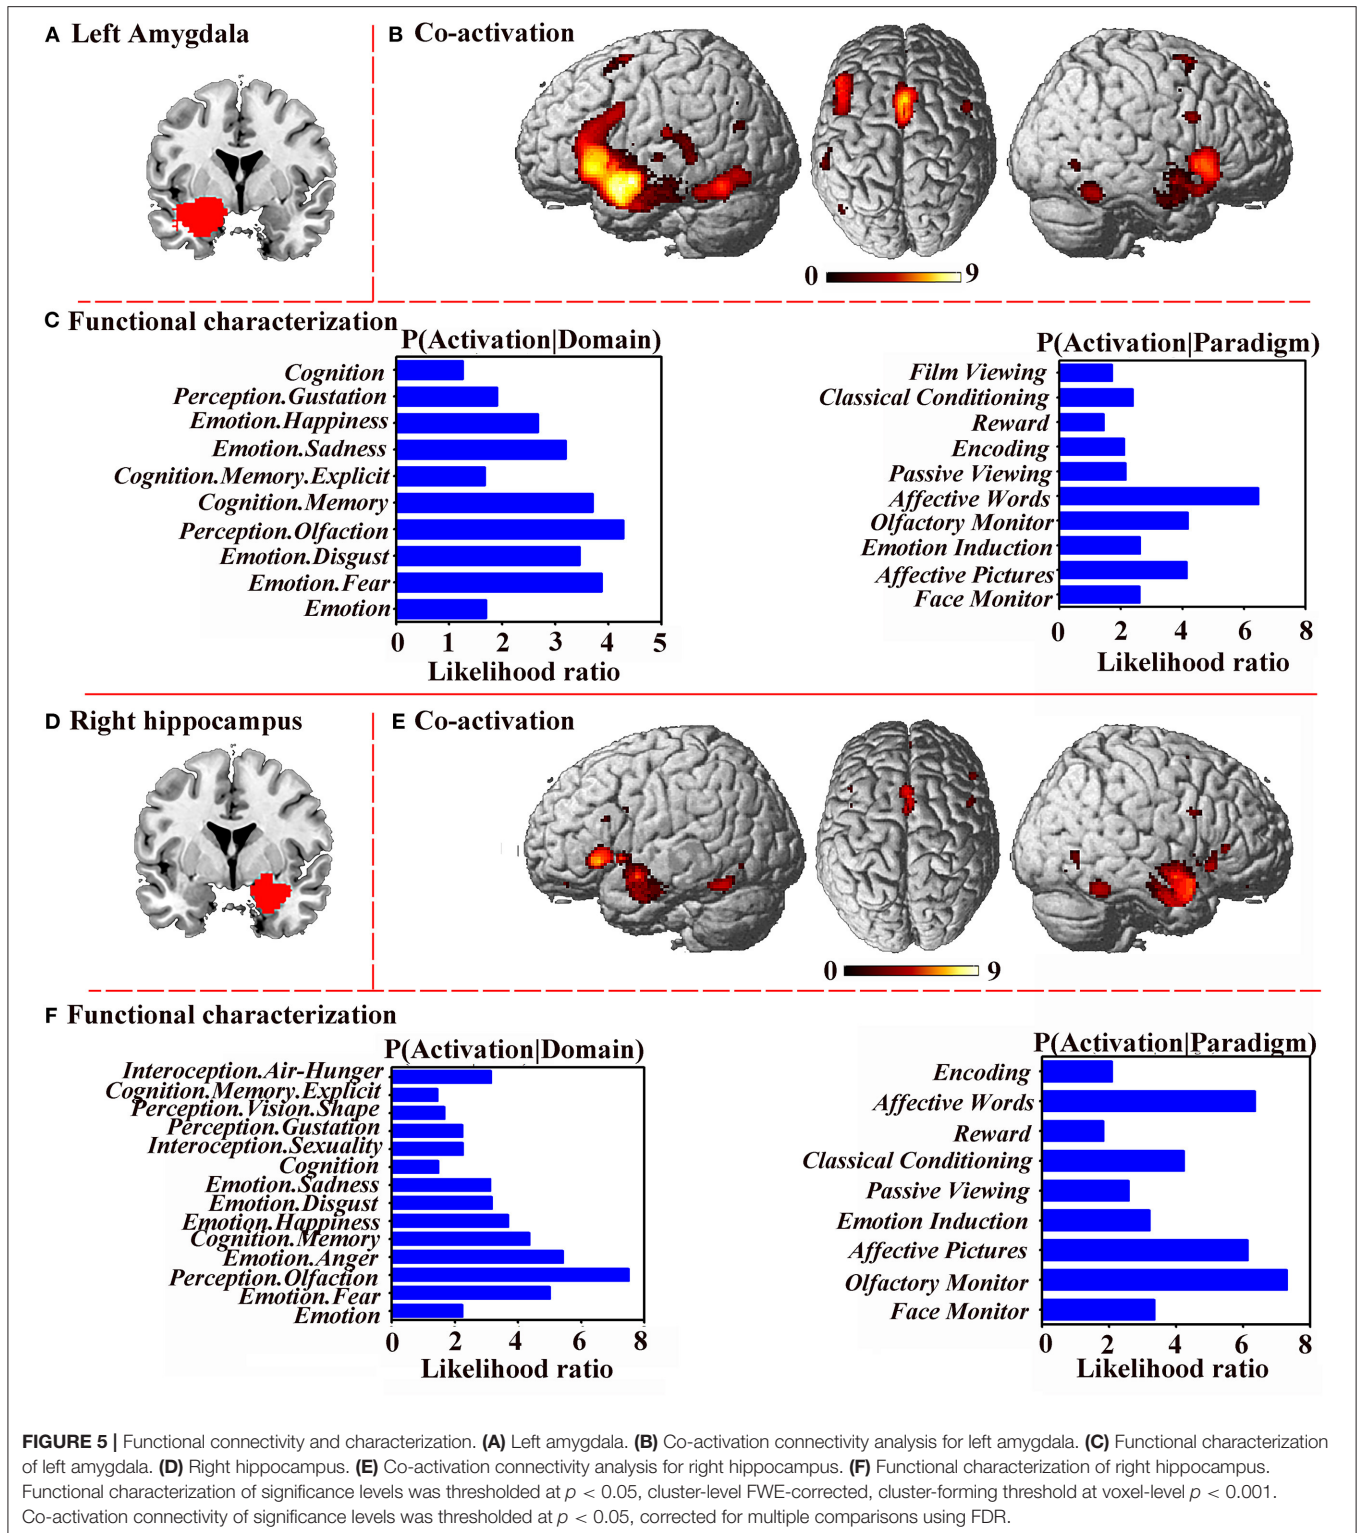 A Left Amygdala
B Co-activation
0 9
C Functional characterization
P(Activation|Domain)
Cognition
Perception.Gustation
Emotion.Happiness
Emotion.Sadness
Cognition.Memory.Explicit
Cognition.Memory
Perception.Olfaction
Emotion.Disgust
Emotion.Fear
Emotion
0 1 2 3 4 5
Likelihood ratio
P(Activation|Paradigm)
Film Viewing
Classical Conditioning
Reward
Encoding
Passive Viewing
Affective Words
Olfactory Monitor
Emotion Induction
Affective Pictures
Face Monitor
0 2 4 6 8
Likelihood ratio
D Right hippocampus
E Co-activation
0 9
F Functional characterization
P(Activation|Domain)
Interoception.Air-Hunger
Cognition.Memory.Explicit
Perception.Vision.Shape
Perception.Gustation
Interoception.Sexuality
Cognition
Emotion.Sadness
Emotion.Disgust
Emotion.Happiness
Cognition.Memory
Emotion.Anger
Perception.Olfaction
Emotion.Fear
Emotion
0 2 4 6 8
Likelihood ratio
P(Activation|Paradigm)
Encoding
Affective Words
Reward
Classical Conditioning
Passive Viewing
Emotion Induction
Affective Pictures
Olfactory Monitor
Face Monitor
0 2 4 6 8
Likelihood ratio
FIGURE 5 | Functional connectivity and characterization. (A) Left amygdala. (B) Co-activation connectivity analysis for left amygdala. (C) Functional characterization
of left amygdala. (D) Right hippocampus. (E) Co-activation connectivity analysis for right hippocampus. (F) Functional characterization of right hippocampus.
Functional characterization of significance levels was thresholded at p < 0.05, cluster-level FWE-corrected, cluster-forming threshold at voxel-level p < 0.001.
Co-activation connectivity of significance levels was thresholded at p < 0.05, corrected for multiple comparisons using FDR.